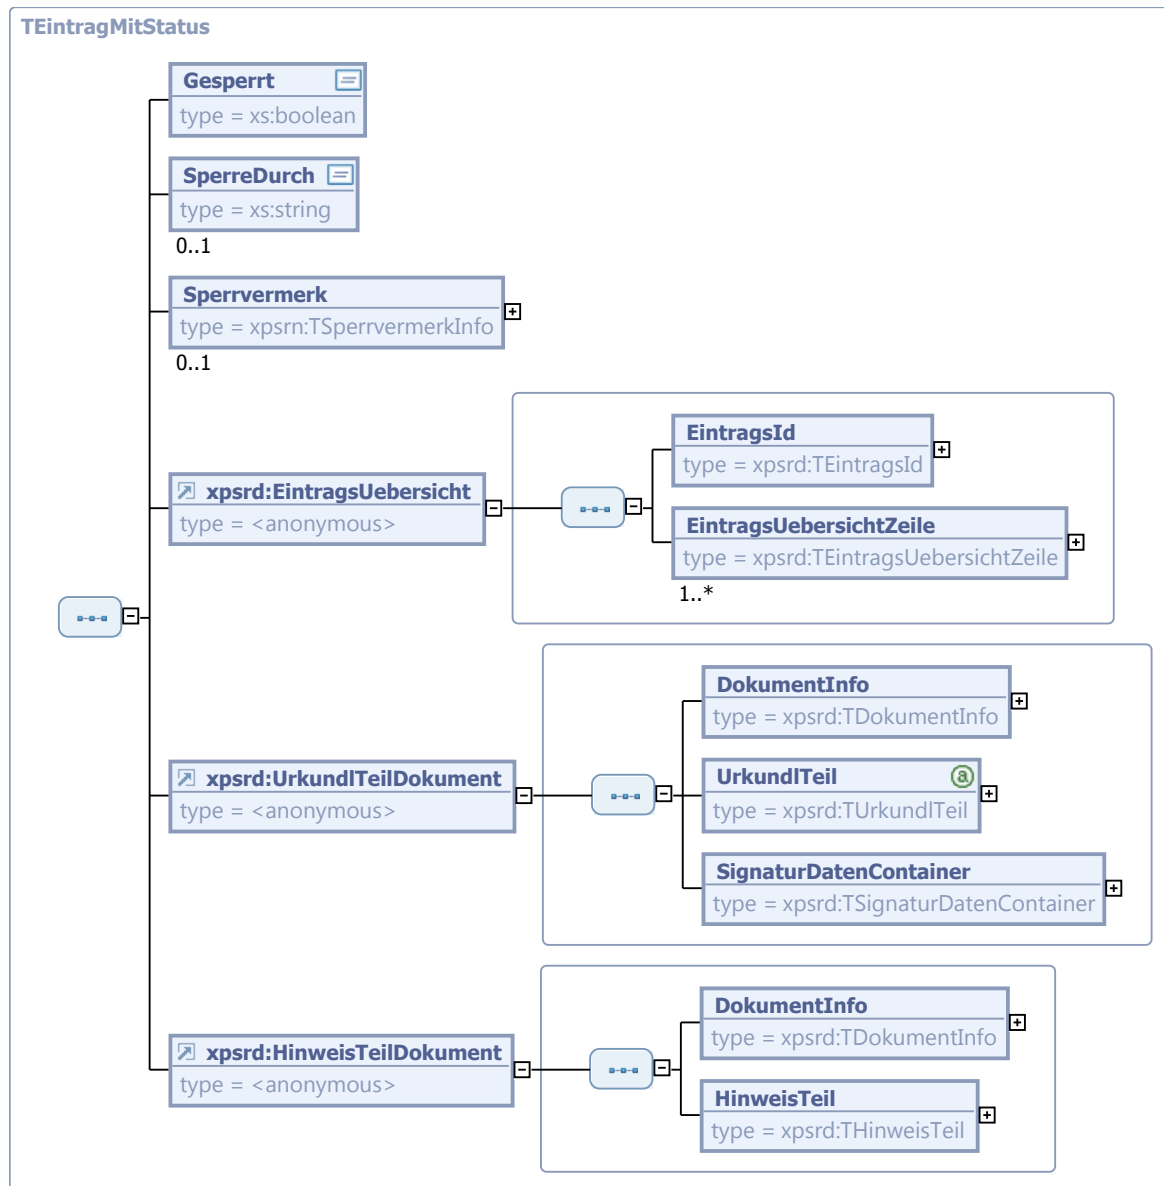 TEintragMitStatus
Gesperrt
type = xs:boolean
SperreDurch
type = xs:string
0..1
Sperrvermerk
type = xpsrn:TSperrvermerkInfo
0..1
xpsrd:EintragsUebersicht
type = <anonymous>
EintragsId
type = xpsrd:TEintragsId
EintragsUebersichtZeile
type = xpsrd:TEintragsUebersichtZeile
1..*
xpsrd:UrkundlTeilDokument
type = <anonymous>
DokumentInfo
type = xpsrd:TDokumentInfo
UrkundlTeil a
type = xpsrd:TUrkundlTeil
SignaturDatenContainer
type = xpsrd:TSignaturDatenContainer
xpsrd:HinweisTeilDokument
type = <anonymous>
DokumentInfo
type = xpsrd:TDokumentInfo
HinweisTeil
type = xpsrd:THinweisTeil